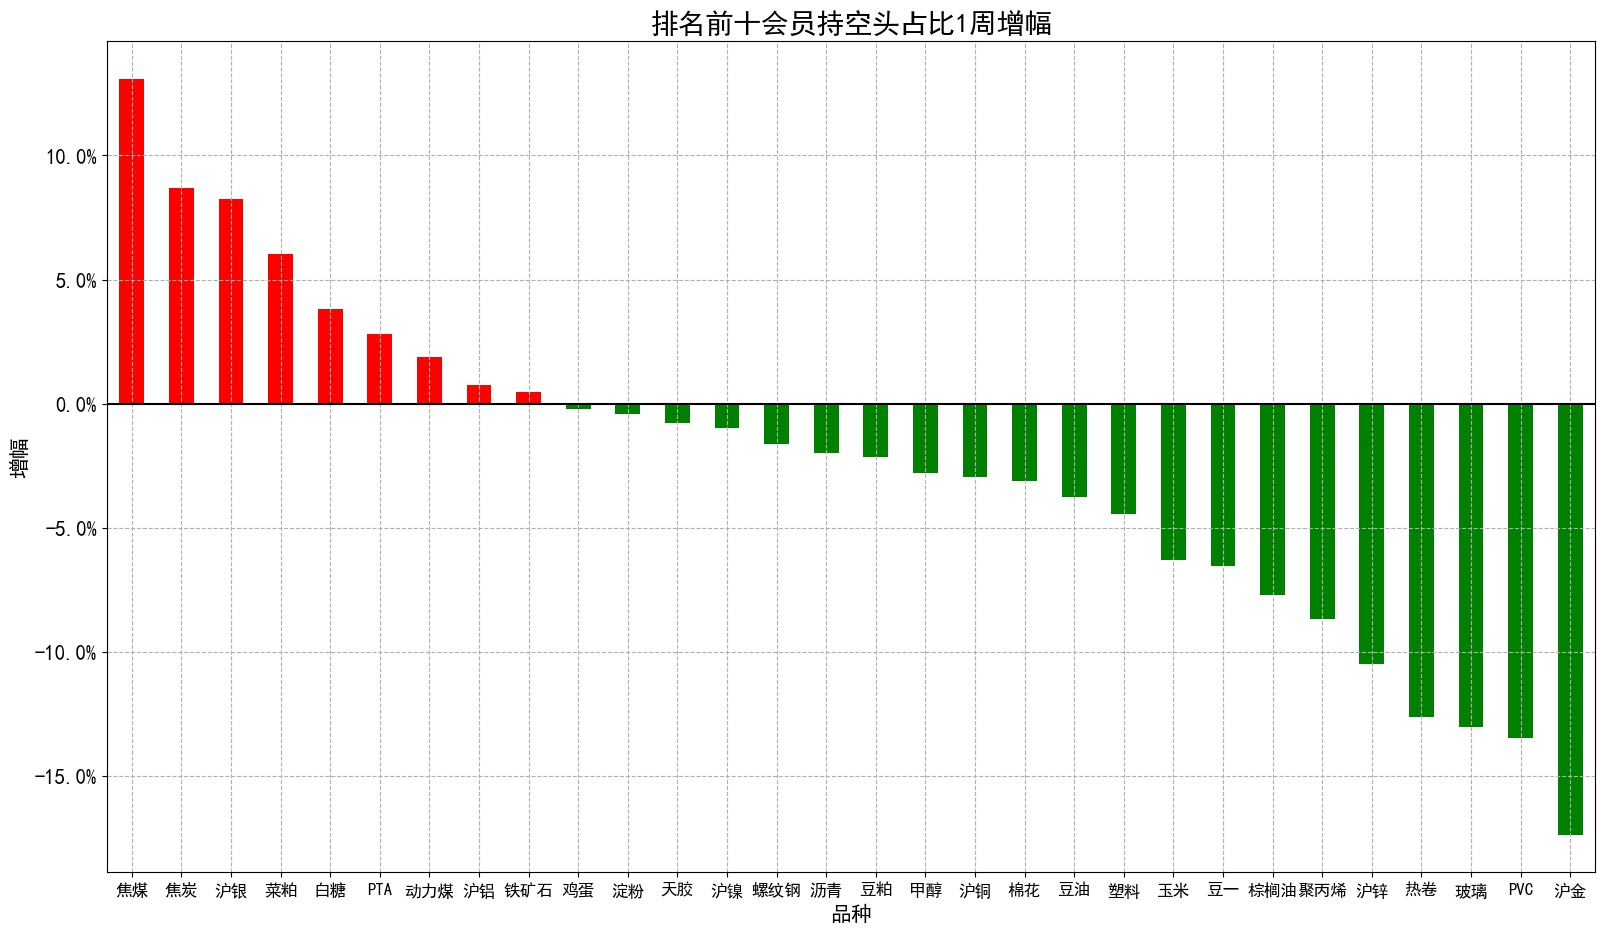 排名前十会员持空头占比1周增幅
10.0%
5.0%
0.0%
-5.0%
-10.0%
-15.0%
增幅
焦煤 焦炭 沪银 菜粕 白糖 PTA 动力煤 沪铝 铁矿石 鸡蛋 淀粉 天胶 沪镍 螺纹钢 沥青 豆粕 甲醇 沪铜 棉花 豆油 塑料 玉米 豆一 棕榈油 聚丙烯 沪锌 热卷 玻璃 PVC 沪金
品种